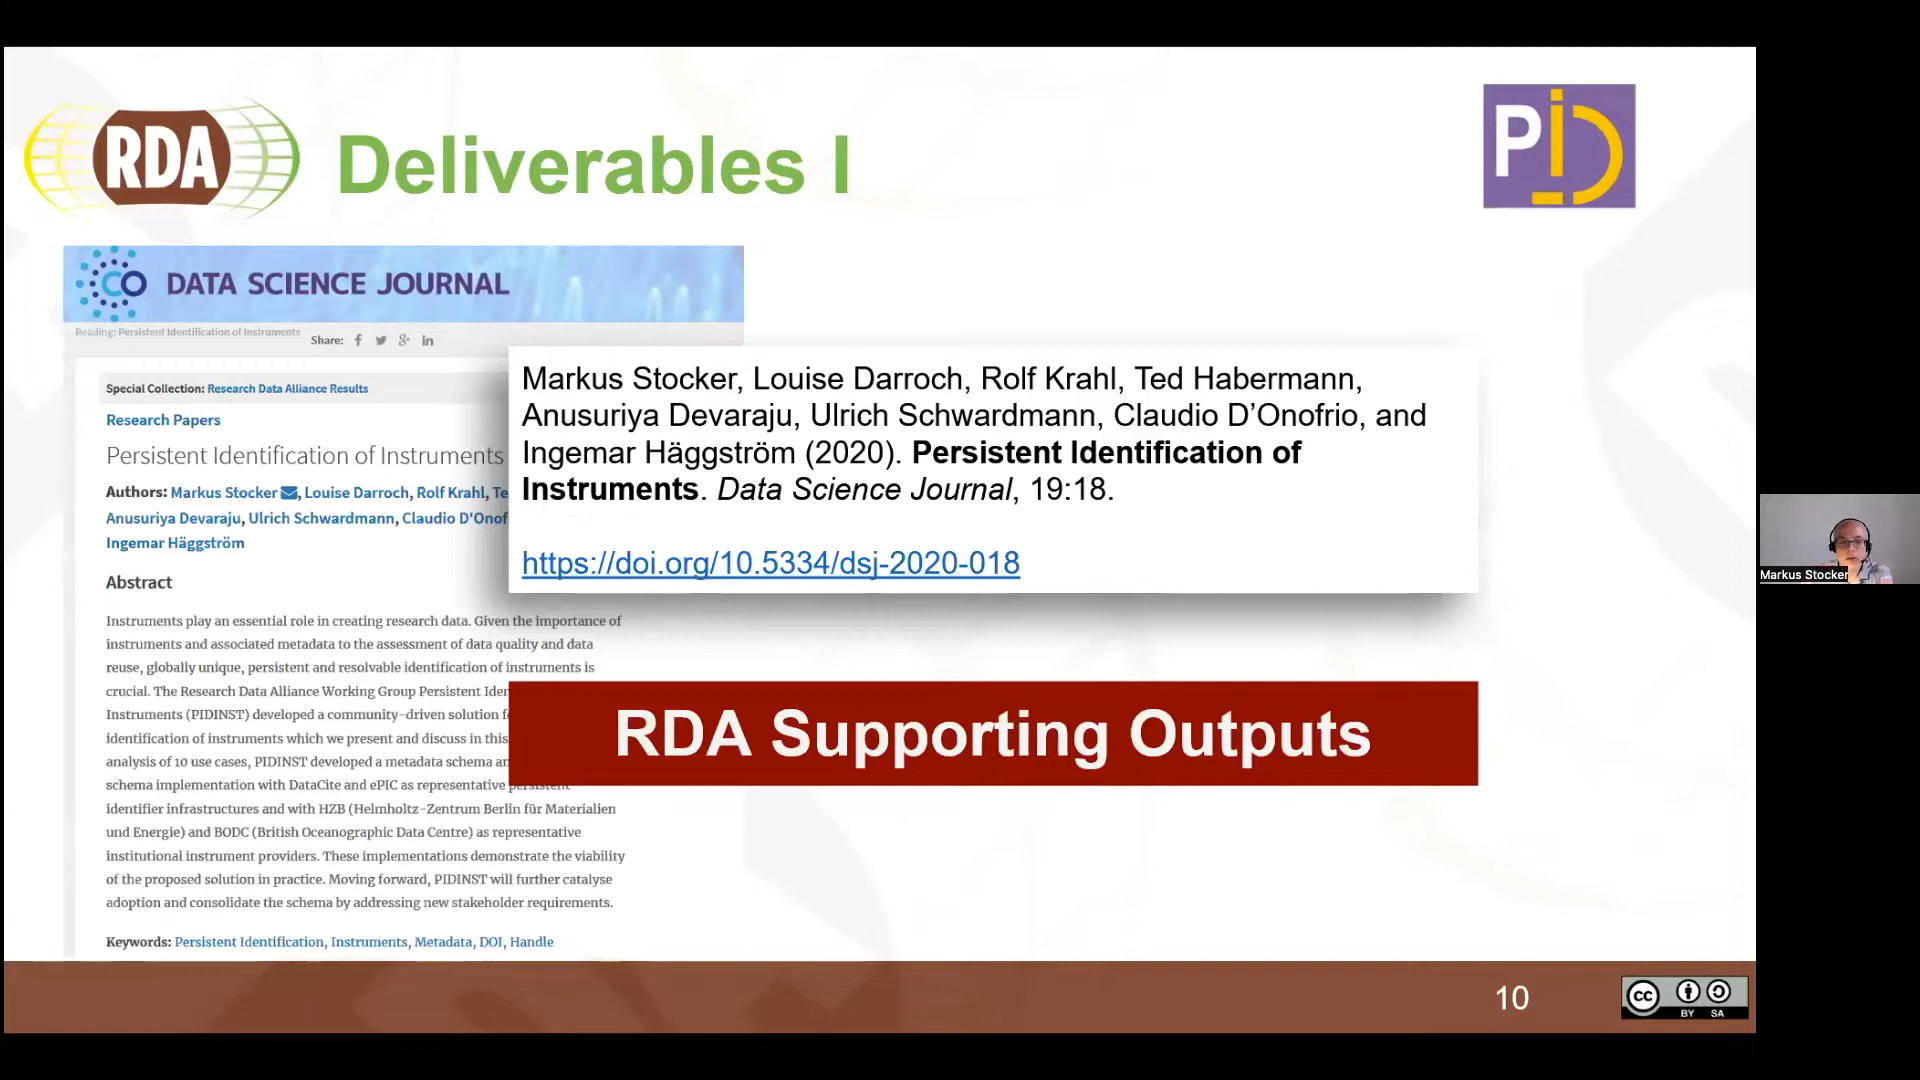 RDA
Deliverables I
PiD
CO DATA SCIENCE JOURNAL
Reading: Persistent Identification of Instruments
Share:
Special Collection: Research Data Alliance Results
Research Papers
Persistent Identification of Instruments
Authors: Markus Stocker, Louise Darroch, Rolf Krahl, Te
Anusuriya Devaraju, Ulrich Schwardmann, Claudio D'Onof
Ingemar Häggström
Abstract
Instruments play an essential role in creating research data. Given the importance of
instruments and associated metadata to the assessment of data quality and data
reuse, globally unique, persistent and resolvable identification of instruments is
crucial. The Research Data Alliance Working Group Persistent Iden
Instruments (PIDINST) developed a community-driven solution f
identification of instruments which we present and discuss in this
analysis of 10 use cases, PIDINST developed a metadata schema an
schema implementation with DataCite and ePIC as representative persistent
identifier infrastructures and with HZB (Helmholtz-Zentrum Berlin für Materialien
und Energie) and BODC (British Oceanographic Data Centre) as representative
institutional instrument providers. These implementations demonstrate the viability
of the proposed solution in practice. Moving forward, PIDINST will further catalyse
adoption and consolidate the schema by addressing new stakeholder requirements.
Keywords: Persistent Identification, Instruments, Metadata, DOI, Handle
Markus Stocker, Louise Darroch, Rolf Krahl, Ted Habermann,
Anusuriya Devaraju, Ulrich Schwardmann, Claudio D’Onofrio, and
Ingemar Häggström (2020). Persistent Identification of
Instruments. Data Science Journal, 19:18.
https://doi.org/10.5334/dsj-2020-018
RDA Supporting Outputs
Markus Stocker
10
cc BY SA